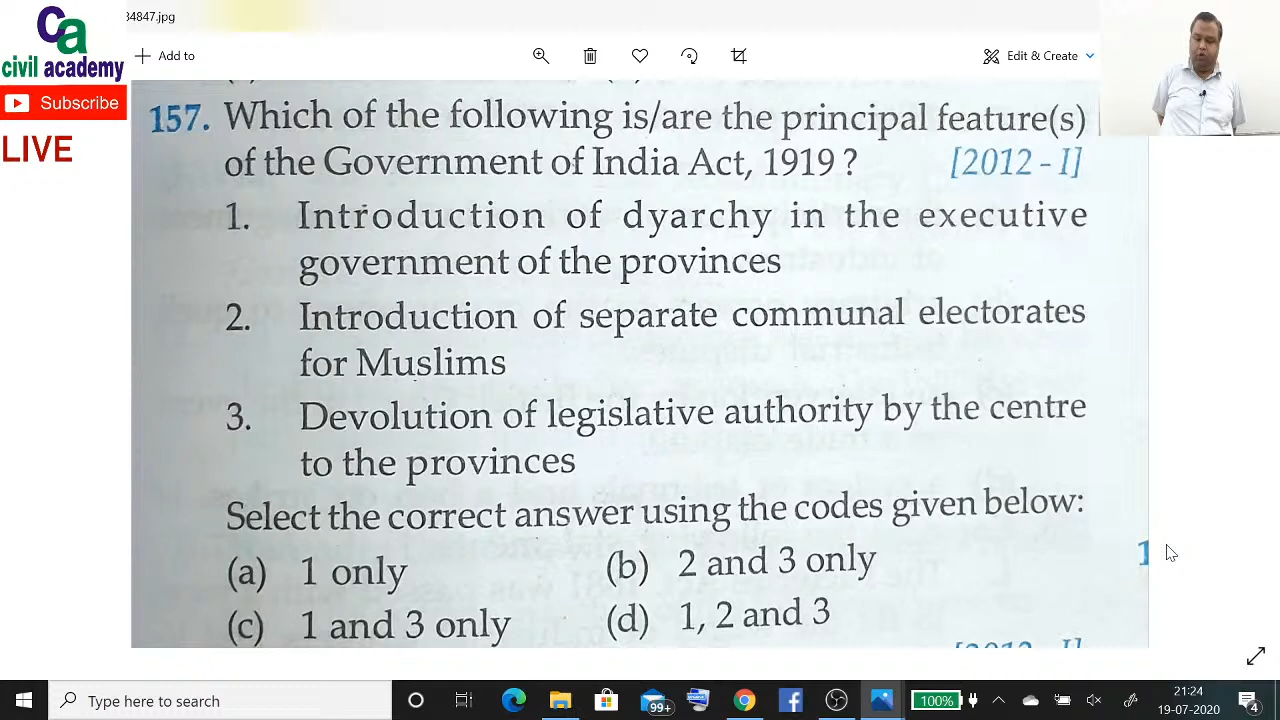 ca
civil academy
Subscribe
LIVE
34847.jpg
Add to
Edit & Create
157. Which of the following is/are the principal feature(s)
of the Government of India Act, 1919 ? [2012 - I]
1. Introduction of dyarchy in the executive
government of the provinces
2. Introduction of separate communal electorates
for Muslims
3. Devolution of legislative authority by the centre
to the provinces
Select the correct answer using the codes given below:
(a) 1 only (b) 2 and 3 only
(c) 1 and 3 only (d) 1, 2 and 3
Type here to search
99+
100%
21:24
19-07-2020
4